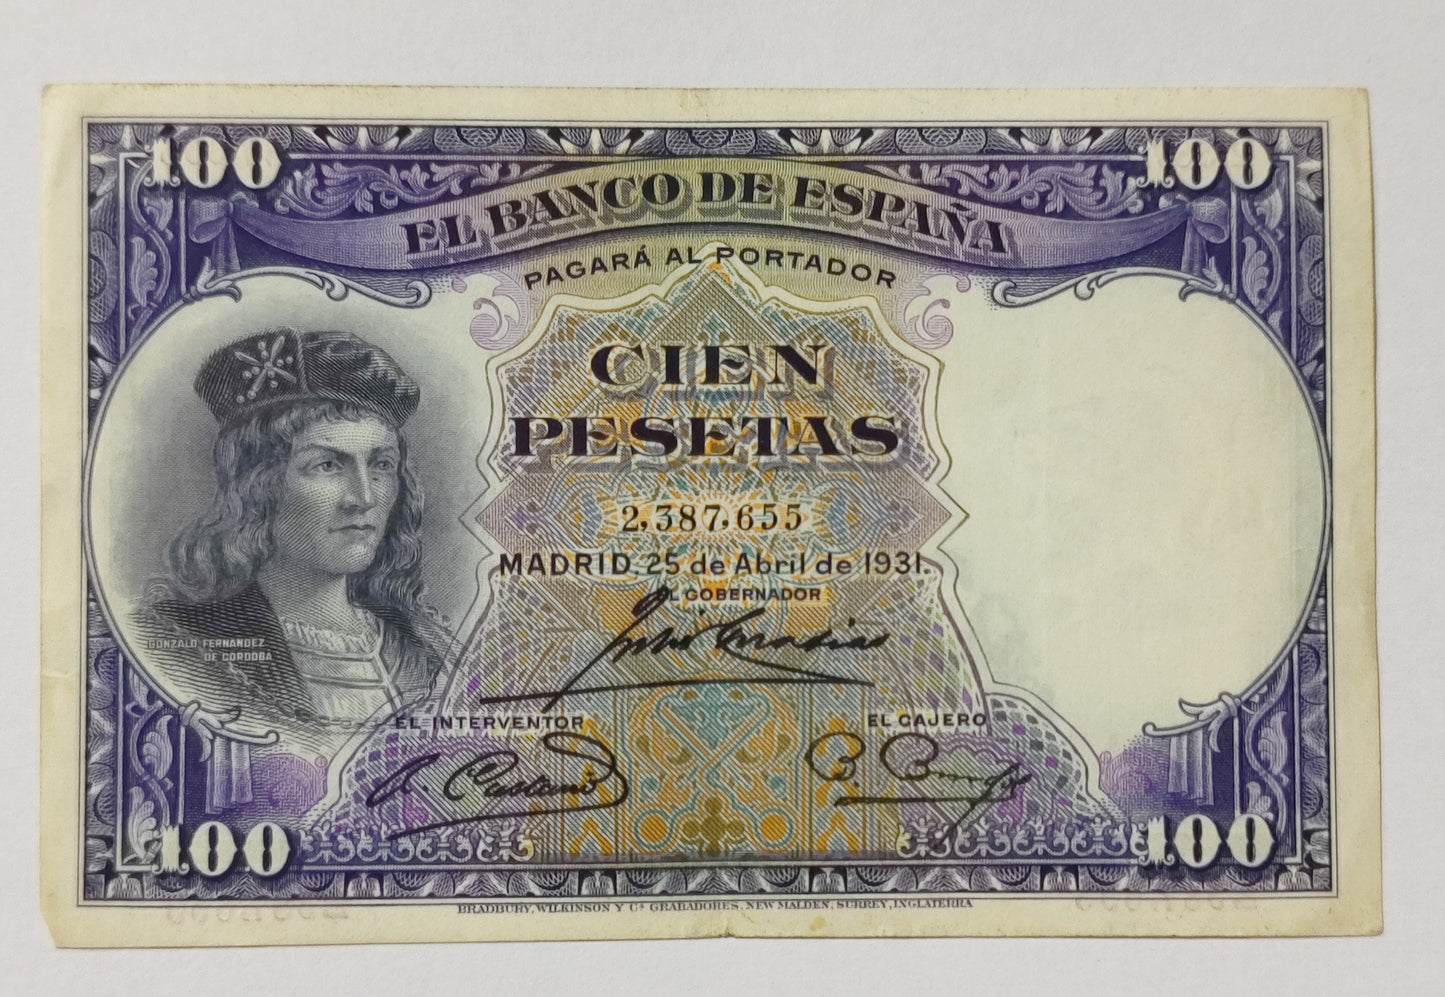 100 100
EL BANCO DE ESPAÑA
PAGARÁ AL PORTADOR
CIEN
PESETAS
2,387,655
MADRID, 25 de Abril de 1931.
EL GOBERNADOR
GONZALO FERNANDEZ
DE CORDOBA
EL INTERVENTOR
EL CAJERO
A. Castaño
100 100
BRADBURY, WILKINSON Y Cª GRABADORES, NEW MALDEN, SURREY, INGLATERRA